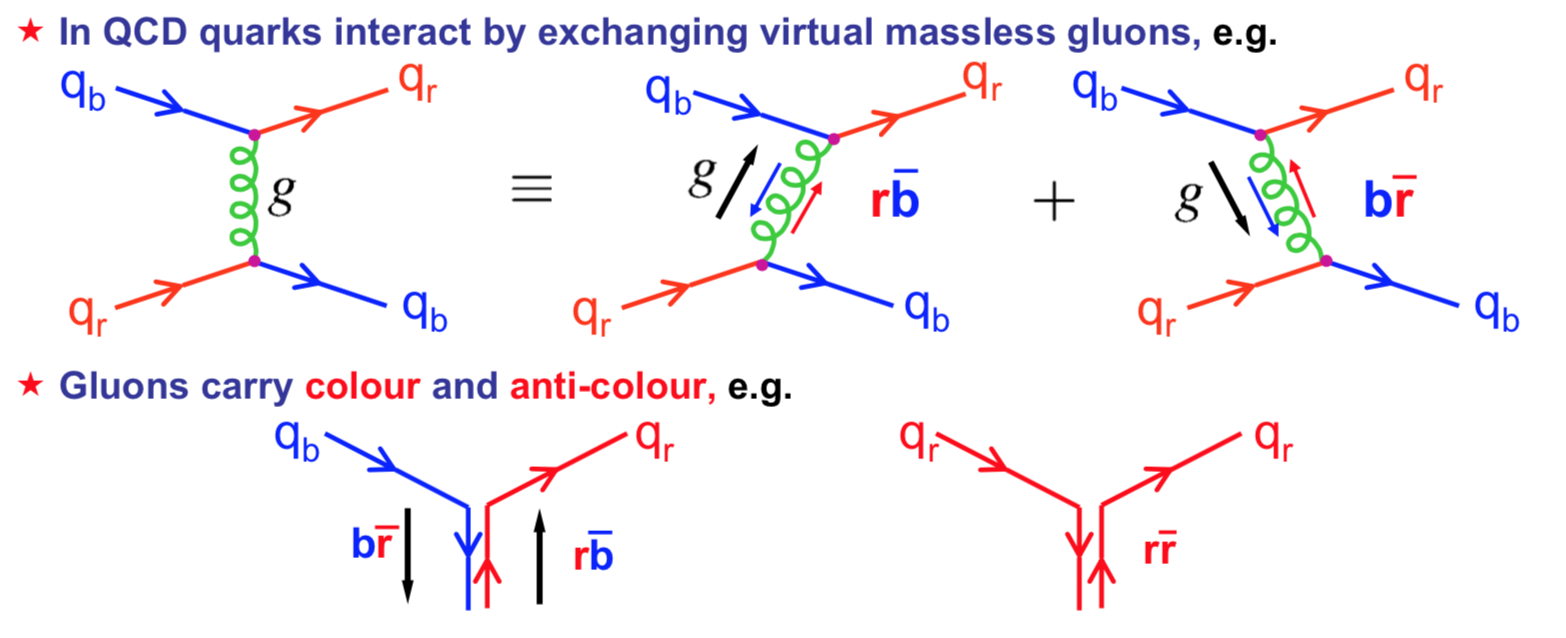 ★ In QCD quarks interact by exchanging virtual massless gluons, e.g.
q_b q_r q_b q_r q_b q_r
g ≡ g rb̄ + g br̄
q_r q_b q_r q_b q_r q_b
★ Gluons carry colour and anti-colour, e.g.
q_b q_r q_r q_r
br̄ rb̄ rr̄